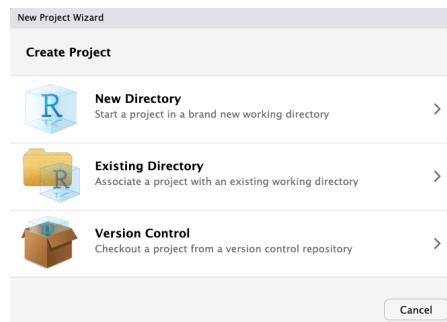 New Project Wizard
Create Project
R
New Directory
Start a project in a brand new working directory
R
Existing Directory
Associate a project with an existing working directory
R
Version Control
Checkout a project from a version control repository
Cancel